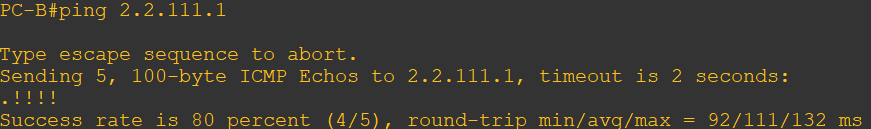 PC-B#ping 2.2.111.1
Type escape sequence to abort.
Sending 5, 100-byte ICMP Echos to 2.2.111.1, timeout is 2 seconds:
.!!!!
Success rate is 80 percent (4/5), round-trip min/avg/max = 92/111/132 ms